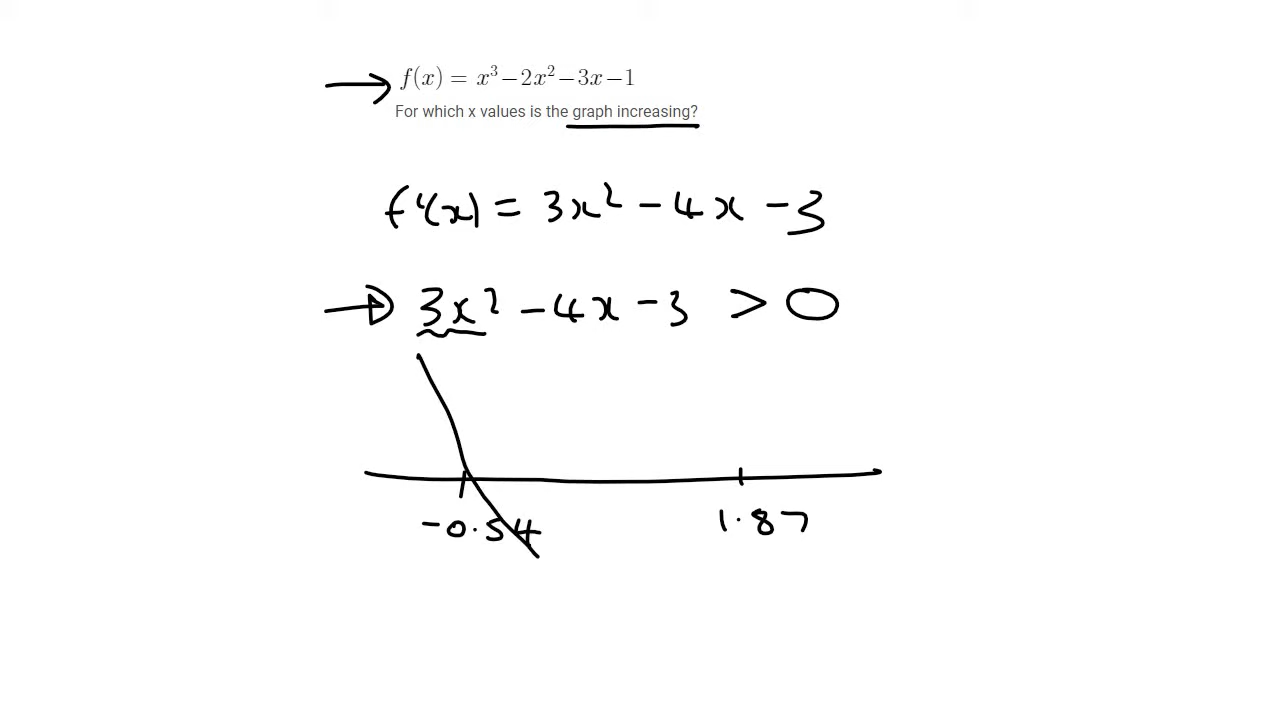 f(x) = x³ − 2x² − 3x − 1
For which x values is the graph increasing?
f'(x) = 3x² − 4x − 3
3x² − 4x − 3 > 0
−0.54 1.87